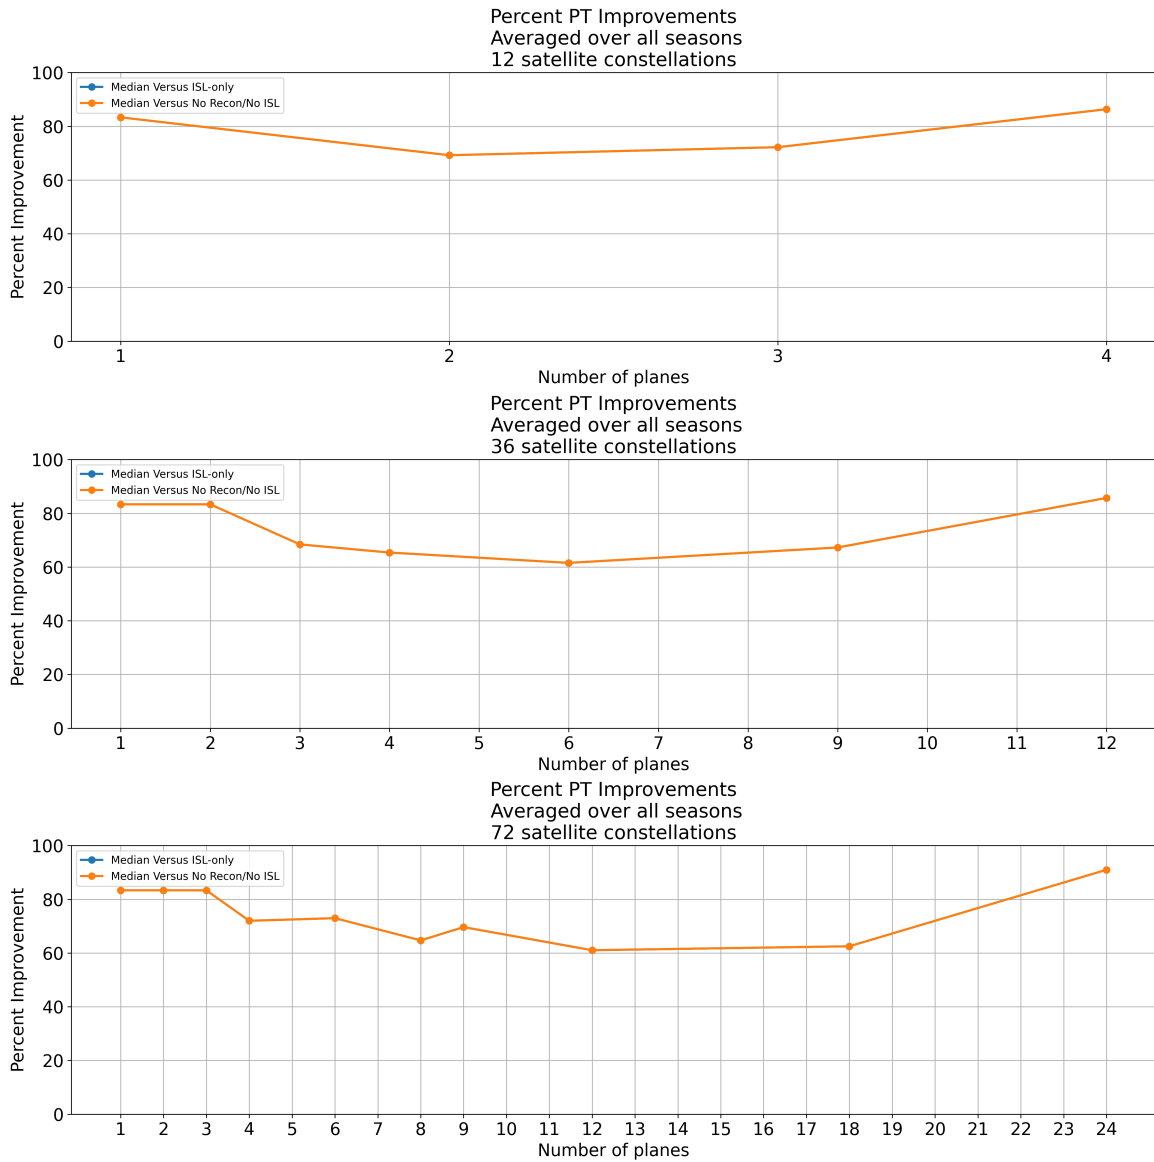 Percent PT Improvements
Averaged over all seasons
12 satellite constellations
100
80
60
40
20
0
Percent Improvement
Median Versus ISL-only
Median Versus No Recon/No ISL
1 2 3 4
Number of planes
Percent PT Improvements
Averaged over all seasons
36 satellite constellations
100
80
60
40
20
0
Percent Improvement
Median Versus ISL-only
Median Versus No Recon/No ISL
1 2 3 4 5 6 7 8 9 10 11 12
Number of planes
Percent PT Improvements
Averaged over all seasons
72 satellite constellations
100
80
60
40
20
0
Percent Improvement
Median Versus ISL-only
Median Versus No Recon/No ISL
1 2 3 4 5 6 7 8 9 10 11 12 13 14 15 16 17 18 19 20 21 22 23 24
Number of planes